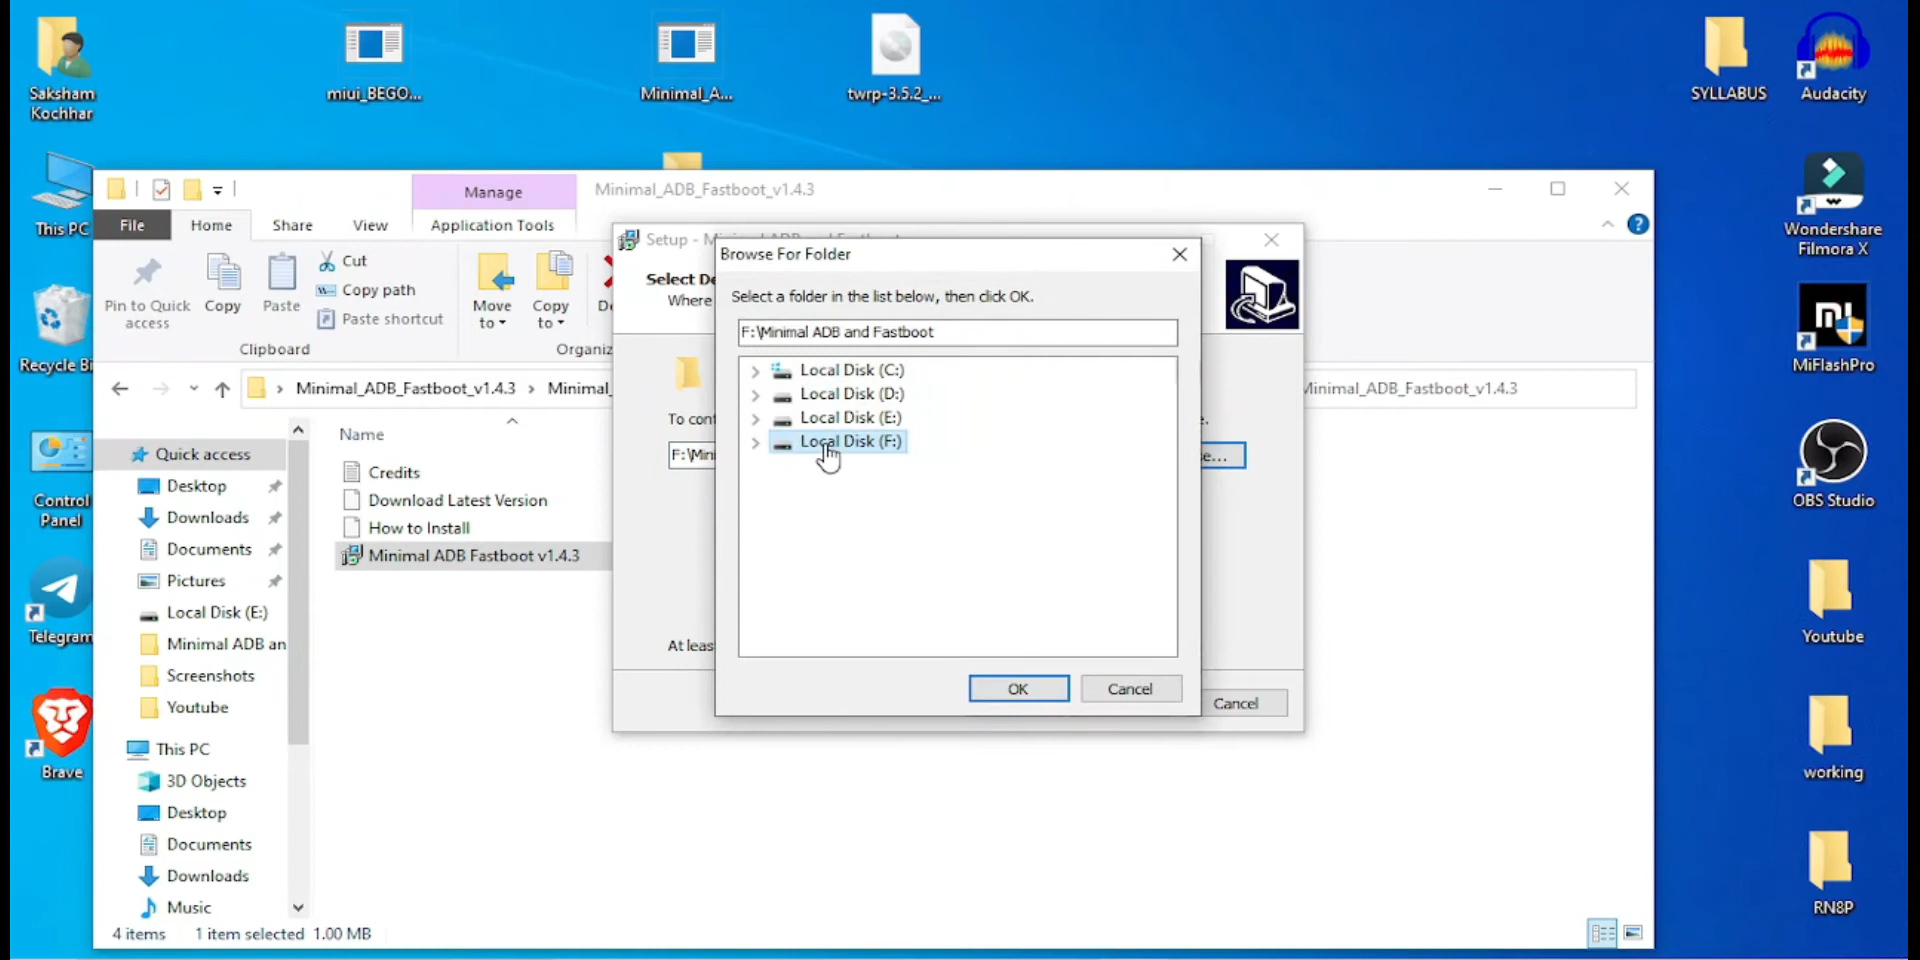 Saksham
Kochhar
miui_BEGO...
Minimal_A...
twrp-3.5.2_...
SYLLABUS
Audacity
This PC
Wondershare
Filmora X
Recycle Bi
MiFlashPro
Control
Panel
OBS Studio
Telegram
Youtube
Brave
working
RN8P
Manage
Minimal_ADB_Fastboot_v1.4.3
File
Home
Share
View
Application Tools
Pin to Quick
access
Copy
Paste
Cut
Copy path
Paste shortcut
Clipboard
Move
to
Copy
to
Organiz
Minimal_ADB_Fastboot_v1.4.3 > Minimal_
Minimal_ADB_Fastboot_v1.4.3
Quick access
Desktop
Downloads
Documents
Pictures
Local Disk (E:)
Minimal ADB an
Screenshots
Youtube
This PC
3D Objects
Desktop
Documents
Downloads
Music
Name
Credits
Download Latest Version
How to Install
Minimal ADB Fastboot v1.4.3
4 items
1 item selected 1.00 MB
Setup - M
Select De
Where
To cont
F:\Mini
e...
At leas
Cancel
Browse For Folder
Select a folder in the list below, then click OK.
F:\Minimal ADB and Fastboot
Local Disk (C:)
Local Disk (D:)
Local Disk (E:)
Local Disk (F:)
OK
Cancel